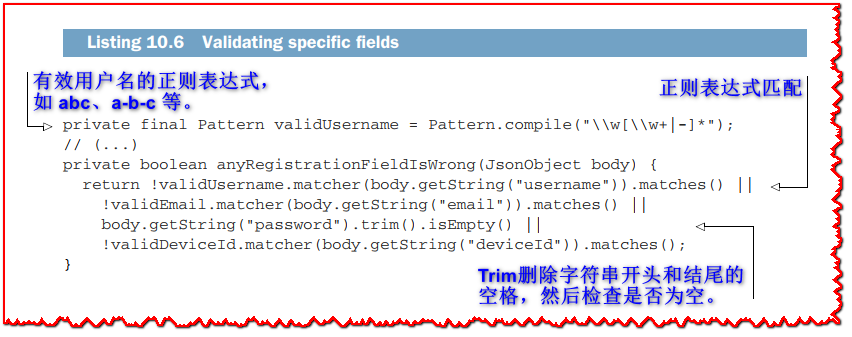 Listing 10.6 Validating specific fields
有效用户名的正则表达式，
如 abc、a-b-c 等。
正则表达式匹配
private final Pattern validUsername = Pattern.compile("\\w[\\w+|-]*");
// (...)
private boolean anyRegistrationFieldIsWrong(JsonObject body) {
return !validUsername.matcher(body.getString("username")).matches() ||
!validEmail.matcher(body.getString("email")).matches() ||
body.getString("password").trim().isEmpty() ||
!validDeviceId.matcher(body.getString("deviceId")).matches();
}
Trim删除字符串开头和结尾的
空格，然后检查是否为空。